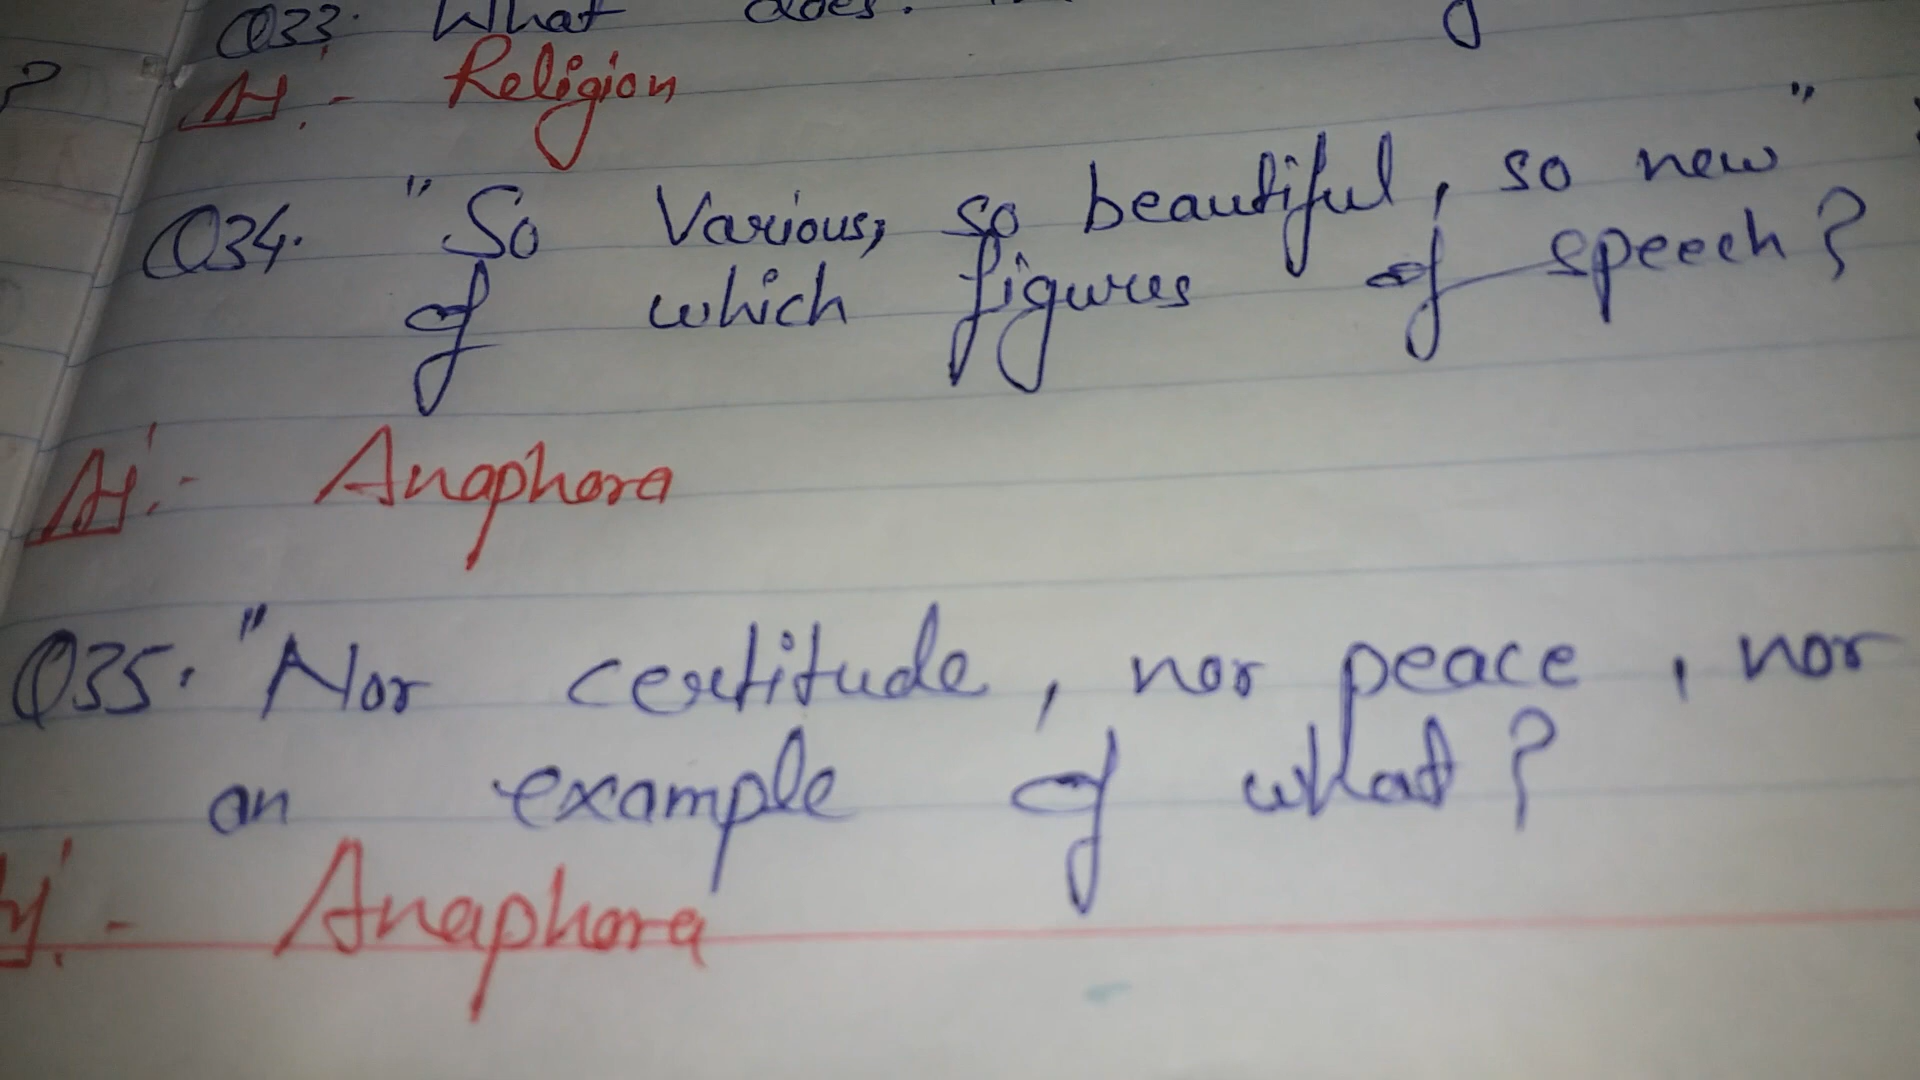 Q33. What does.
?
A:- Religion
Q34. "So Various, so beautiful, so new"
of which figures of speech?
A:- Anaphora
Q35. "Nor certitude, nor peace, nor
an example of what?
:- Anaphora